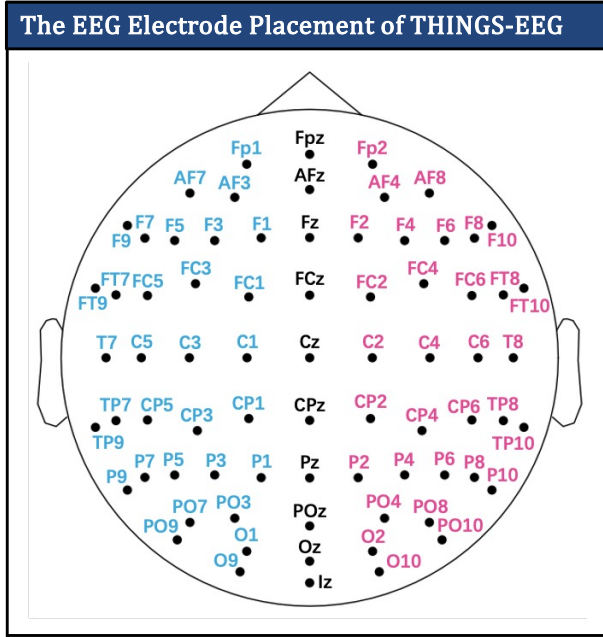 The EEG Electrode Placement of THINGS-EEG
Fp1 Fpz Fp2
AF7 AF3 AFz AF4 AF8
F9 F7 F5 F3 F1 Fz F2 F4 F6 F8 F10
FT9 FT7 FC5 FC3 FC1 FCz FC2 FC4 FC6 FT8 FT10
T7 C5 C3 C1 Cz C2 C4 C6 T8
TP9 TP7 CP5 CP3 CP1 CPz CP2 CP4 CP6 TP8 TP10
P9 P7 P5 P3 P1 Pz P2 P4 P6 P8 P10
PO9 PO7 PO3 POz PO4 PO8 PO10
O1 Oz O2
O9 Iz O10